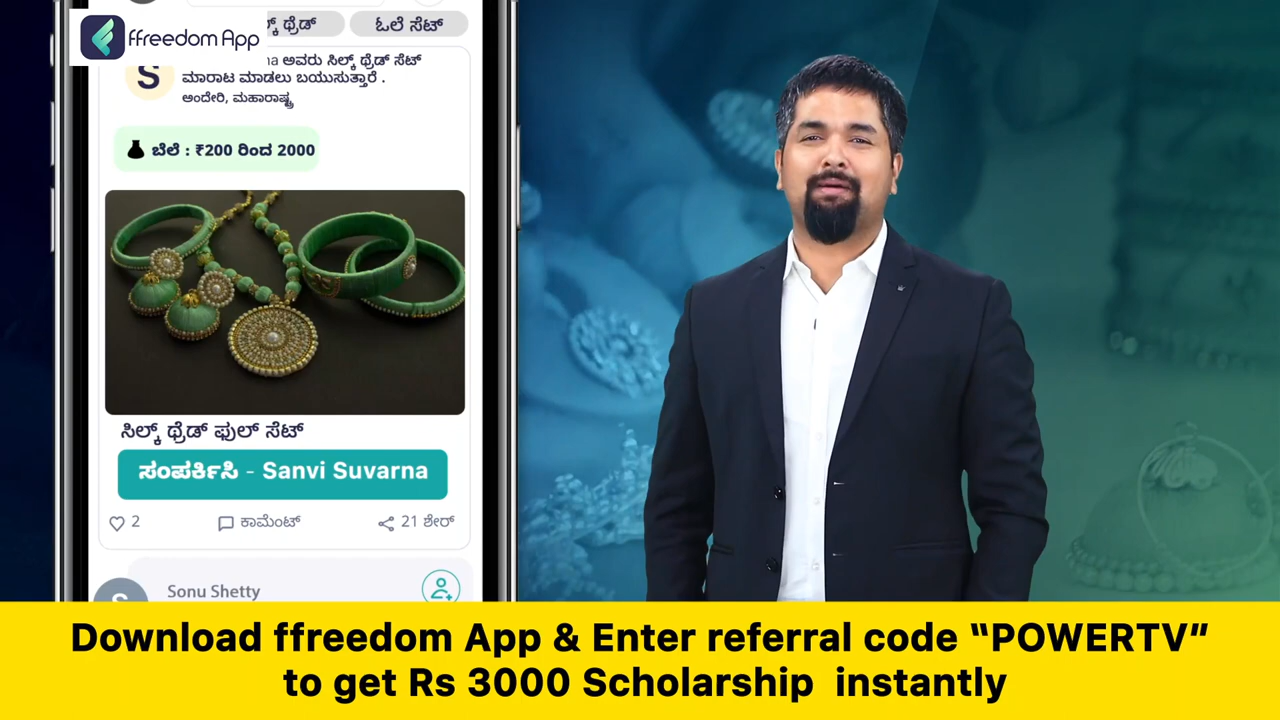 ಥ್ರೆಡ್ ಓಲೆ ಸೆಟ್
ffreedom App
S
ಅವರು ಸಿಲ್ಕ್ ಥ್ರೆಡ್ ಸೆಟ್
ಮಾರಾಟ ಮಾಡಲು ಬಯಸುತ್ತಾರೆ .
ಅಂದೇರಿ, ಮಹಾರಾಷ್ಟ್ರ
ಬೆಲೆ : ₹200 ರಿಂದ 2000
ಸಿಲ್ಕ್ ಥ್ರೆಡ್ ಫುಲ್ ಸೆಟ್
ಸಂಪರ್ಕಿಸಿ - Sanvi Suvarna
2 ಕಾಮೆಂಟ್ 21 ಶೇರ್
Sonu Shetty
Download ffreedom App & Enter referral code “POWERTV”
to get Rs 3000 Scholarship instantly